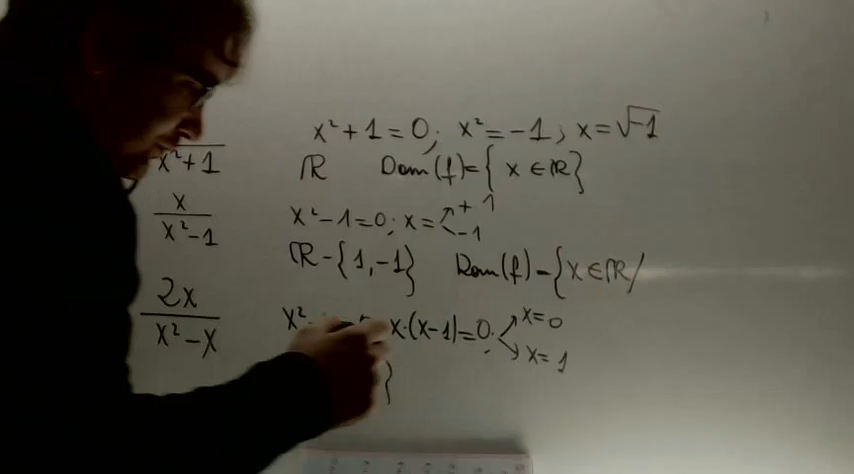 x²+1=0; x²=-1; x=√-1
x²+1
ℝ Dom(f)={x∈ℝ}
x
x²-1
x²-1=0; x= +1
-1
ℝ-{1,-1} Dom(f)={x∈ℝ/
2x
x²-x
x² x·(x-1)=0; x=0
x=1
}